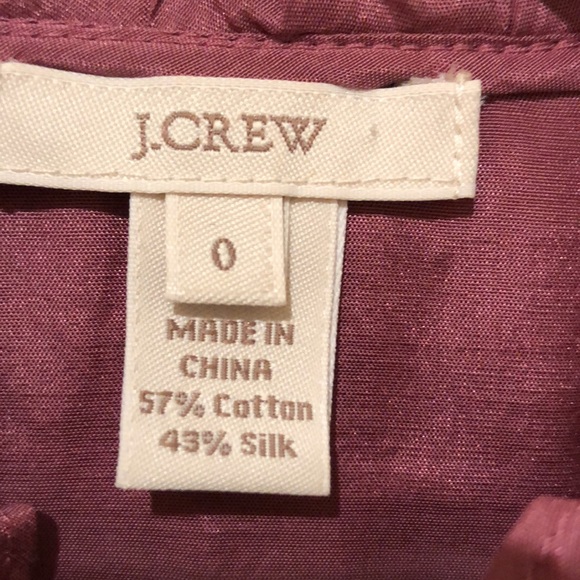 J.CREW
0
MADE IN
CHINA
57% Cotton
43% Silk